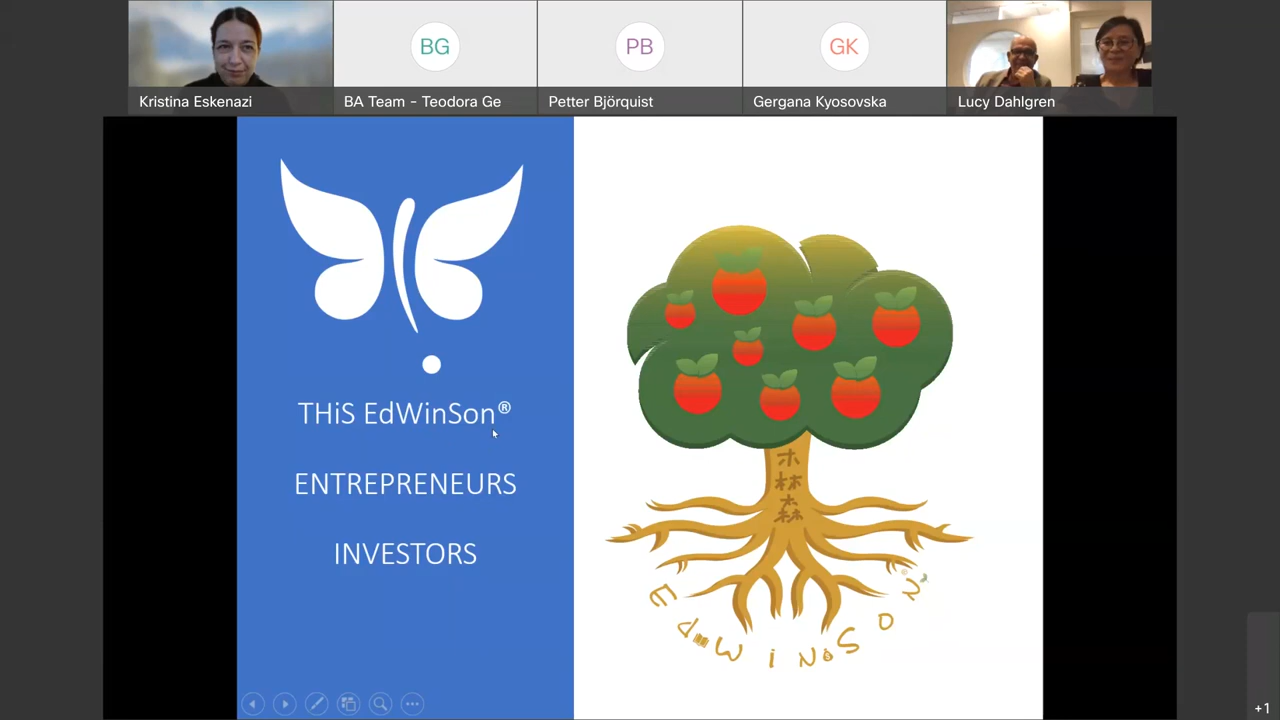 BG
PB
GK
Kristina Eskenazi
BA Team - Teodora Ge
Petter Björquist
Gergana Kyosovska
Lucy Dahlgren
THiS EdWinSon®
ENTREPRENEURS
INVESTORS
木
林
森
EdWiNSoN
+1